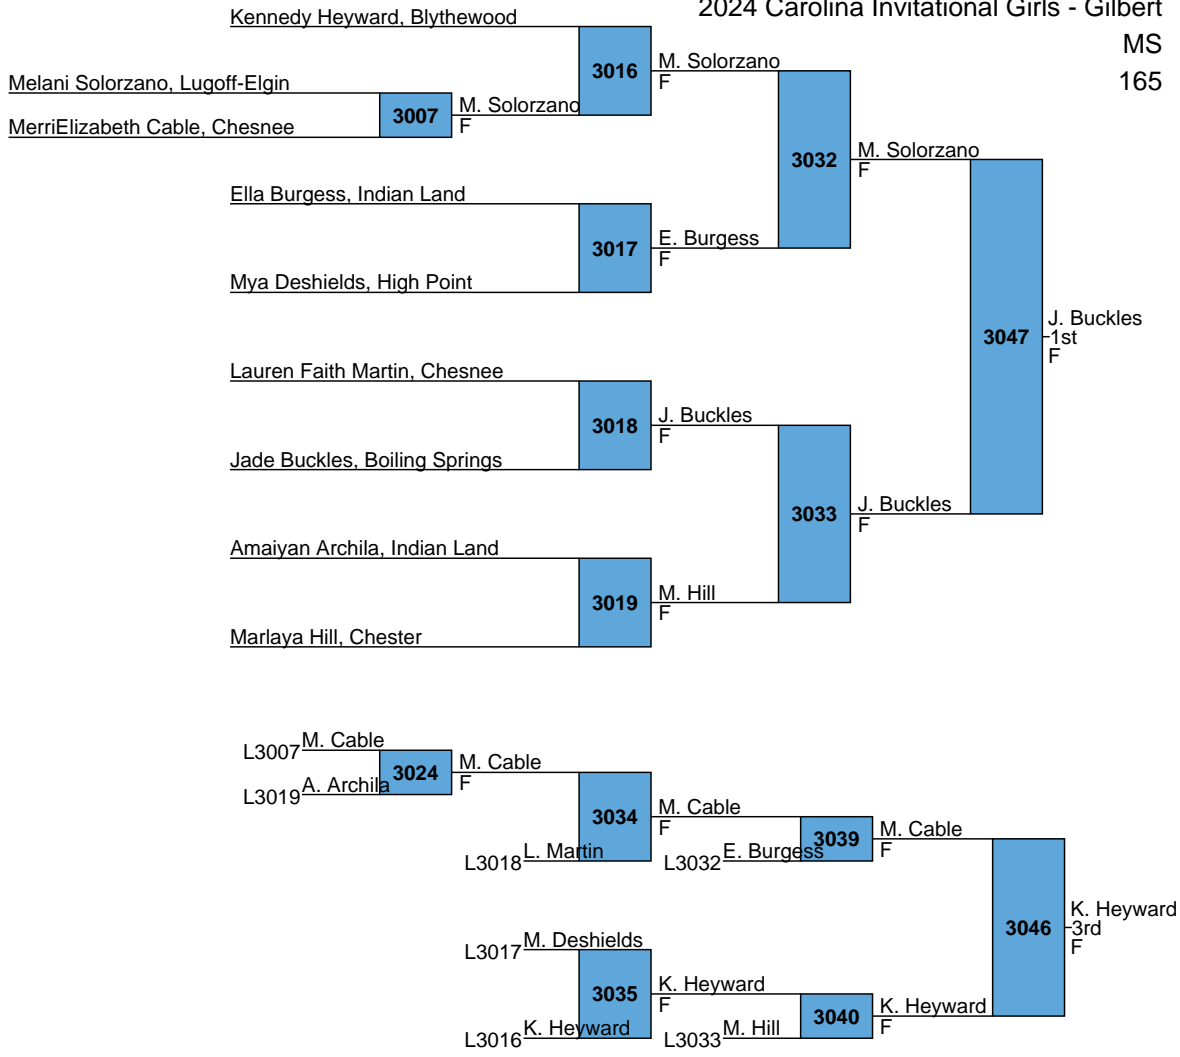 2024 Carolina Invitational Girls - Gilbert
MS
165
Kennedy Heyward, Blythewood
3016
M. Solorzano
F
Melani Solorzano, Lugoff-Elgin
3007
M. Solorzano
F
MerriElizabeth Cable, Chesnee
3032
M. Solorzano
F
Ella Burgess, Indian Land
3017
E. Burgess
F
Mya Deshields, High Point
3047
J. Buckles
1st
F
Lauren Faith Martin, Chesnee
3018
J. Buckles
F
Jade Buckles, Boiling Springs
3033
J. Buckles
F
Amaiyan Archila, Indian Land
3019
M. Hill
F
Marlaya Hill, Chester
L3007 M. Cable
3024
M. Cable
F
L3019 A. Archila
3034
M. Cable
F
L3018 L. Martin
L3032 E. Burgess
3039
M. Cable
F
3046
K. Heyward
3rd
F
L3017 M. Deshields
3035
K. Heyward
F
L3016 K. Heyward
L3033 M. Hill
3040
K. Heyward
F